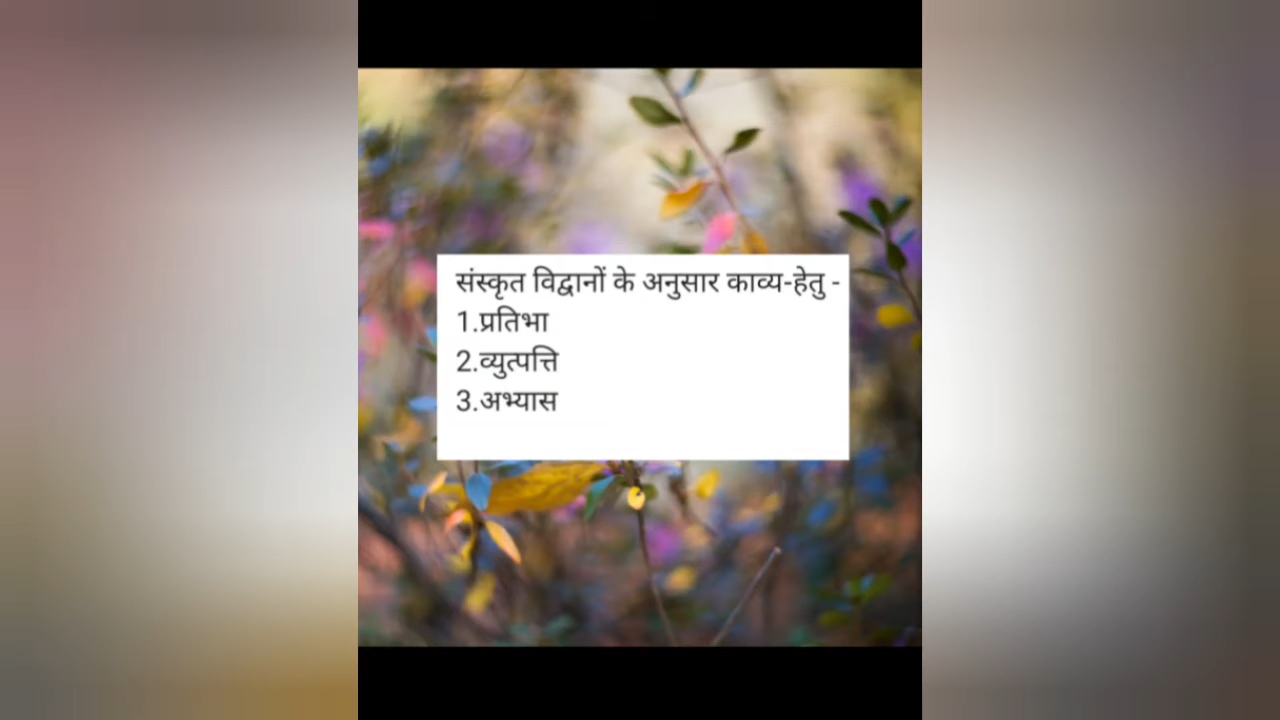 संस्कृत विद्वानों के अनुसार काव्य-हेतु -
1.प्रतिभा
2.व्युत्पत्ति
3.अभ्यास